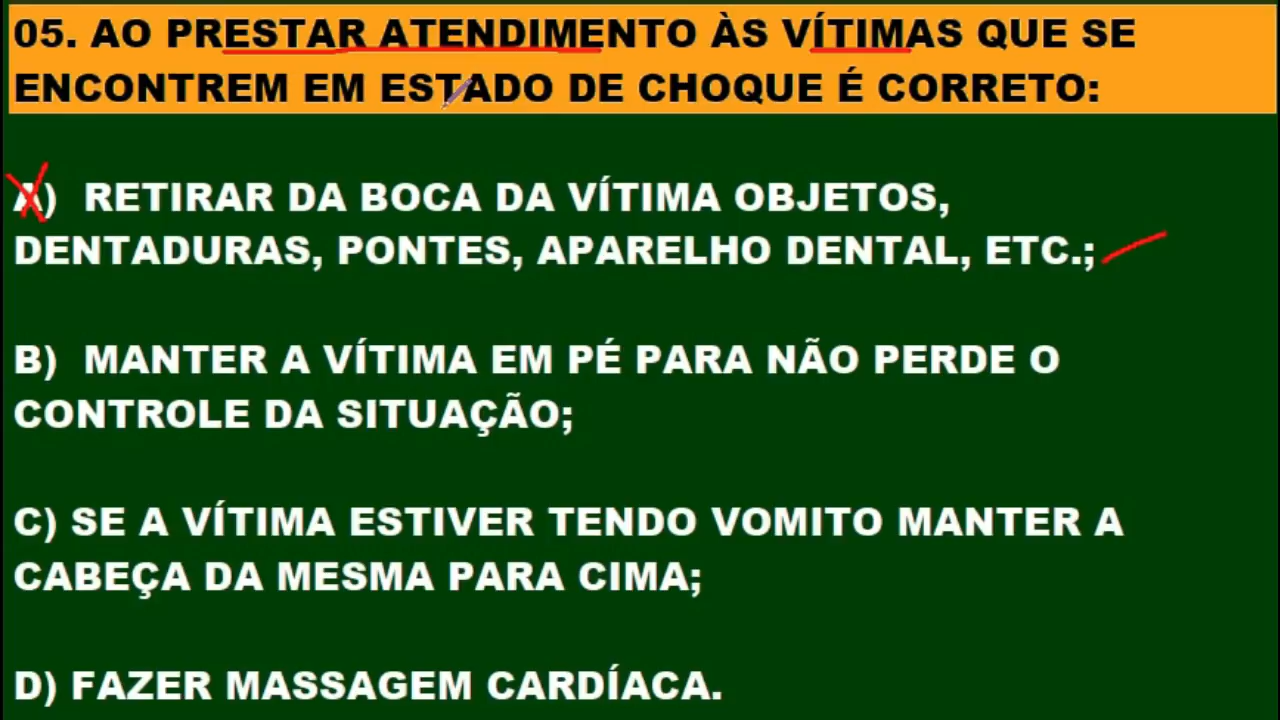 05. AO PRESTAR ATENDIMENTO ÀS VÍTIMAS QUE SE
ENCONTREM EM ESTADO DE CHOQUE É CORRETO:
A) RETIRAR DA BOCA DA VÍTIMA OBJETOS,
DENTADURAS, PONTES, APARELHO DENTAL, ETC.;
B) MANTER A VÍTIMA EM PÉ PARA NÃO PERDE O
CONTROLE DA SITUAÇÃO;
C) SE A VÍTIMA ESTIVER TENDO VOMITO MANTER A
CABEÇA DA MESMA PARA CIMA;
D) FAZER MASSAGEM CARDÍACA.